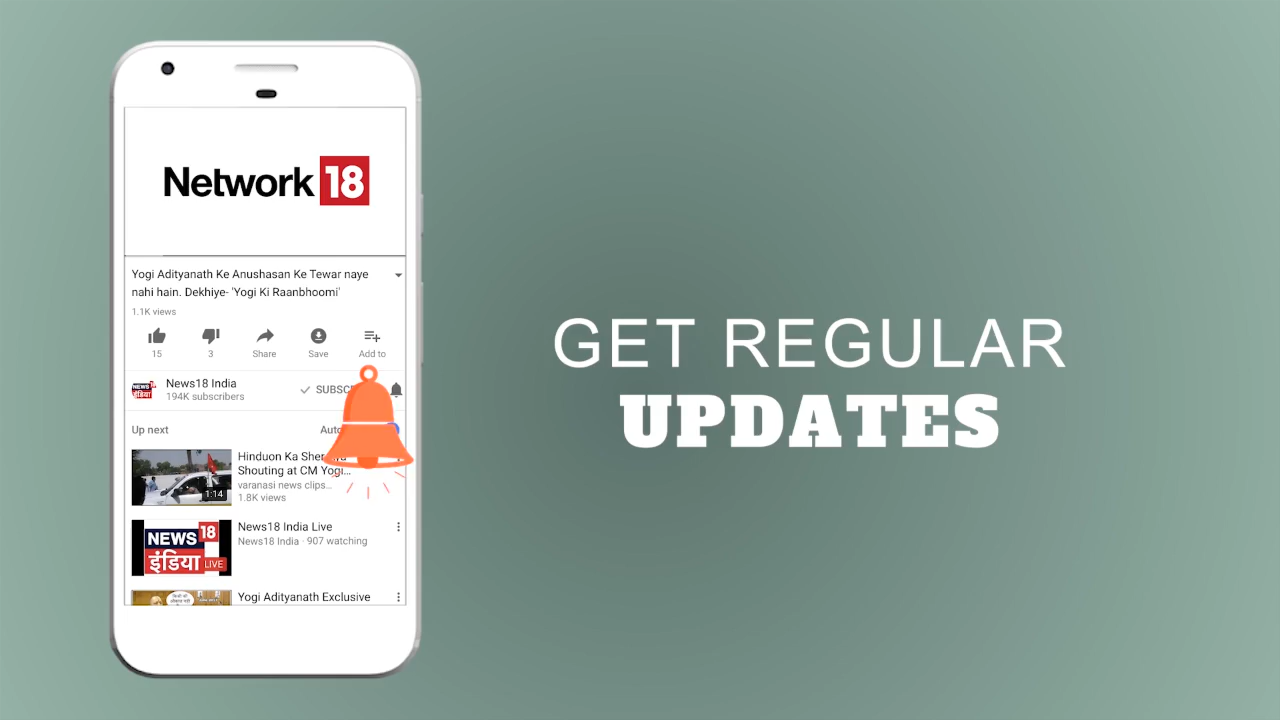 Network 18
Yogi Adityanath Ke Anushasan Ke Tewar naye
nahi hain. Dekhiye- 'Yogi Ki Raanbhoomi'
1.1K views
15
3
Share
Save
Add to
NEWS 18
इंडिया
News18 India
194K subscribers
Up next
Hinduon Ka
Shouting at CM Yogi...
varanasi news clips...
1.8K views
1:14
NEWS 18
इंडिया LIVE
News18 India Live
News18 India · 907 watching
Yogi Adityanath Exclusive
GET REGULAR
UPDATES